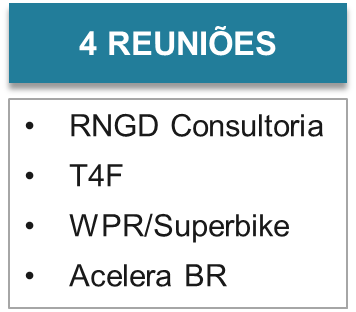 4 REUNIÕES
• RNGD Consultoria
• T4F
• WPR/Superbike
• Acelera BR